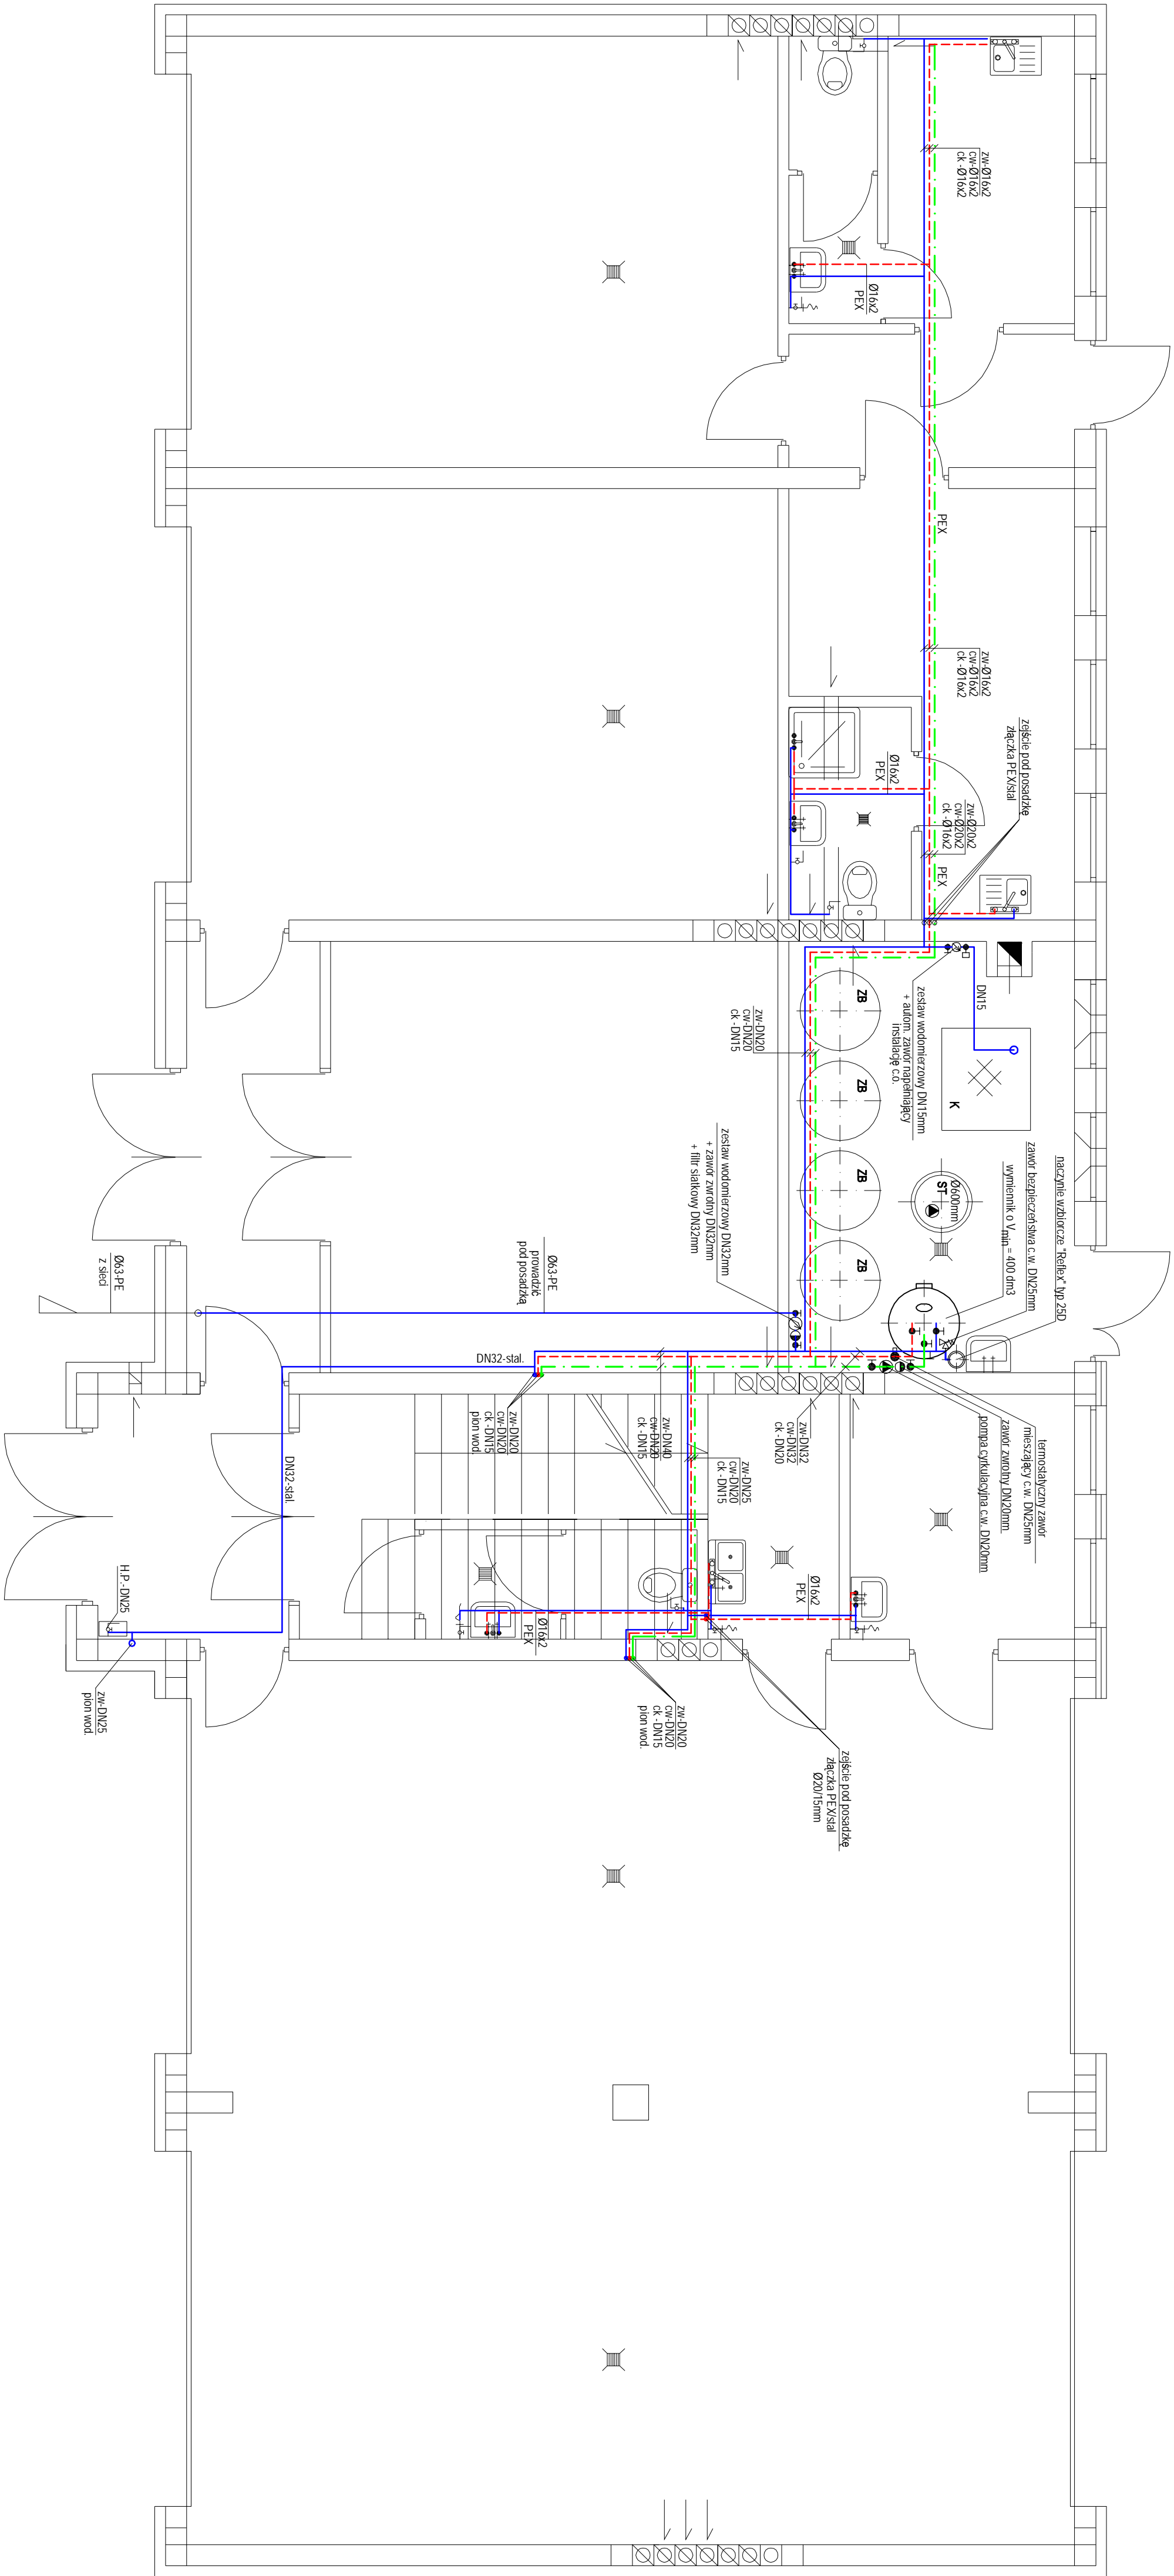 zw-Ø16x2
cw-Ø16x2
ck -Ø16x2
Ø16x2
PEX
PEX
zw-Ø16x2
cw-Ø16x2
ck -Ø16x2
zejście pod posadzkę
złączka PEX/stal
Ø16x2
PEX
zw-Ø20x2
cw-Ø20x2
ck -Ø16x2
PEX
DN15
zestaw wodomierzowy DN15mm
+ autom. zawór napełniający
instalację c.o.
ZB
ZB
ZB
ZB
K
zw-DN20
cw-DN20
ck -DN15
Ø600mm
ST
naczynie wzbiorcze "Reflex" typ 25D
zawór bezpieczeństwa c.w. DN25mm
wymiennik o Vmin = 400 dm3
zestaw wodomierzowy DN32mm
+ zawór zwrotny DN32mm
+ filtr siatkowy DN32mm
Ø63-PE
prowadzić
pod posadzką
Ø63-PE
z sieci
DN32-stal.
termostatyczny zawór
mieszający c.w. DN25mm
zawór zwrotny DN20mm
pompa cyrkulacyjna c.w. DN20mm
zw-DN32
cw-DN32
ck -DN20
zw-DN25
cw-DN20
ck -DN15
zw-DN40
cw-DN20
ck -DN15
zw-DN20
cw-DN20
ck -DN15
pion wod.
DN32-stal.
Ø16x2
PEX
Ø16x2
PEX
H.P.- DN25
zw-DN25
pion wod.
zw-DN20
cw-DN20
ck -DN15
pion wod.
zejście pod posadzkę
złączka PEX/stal
Ø20/15mm